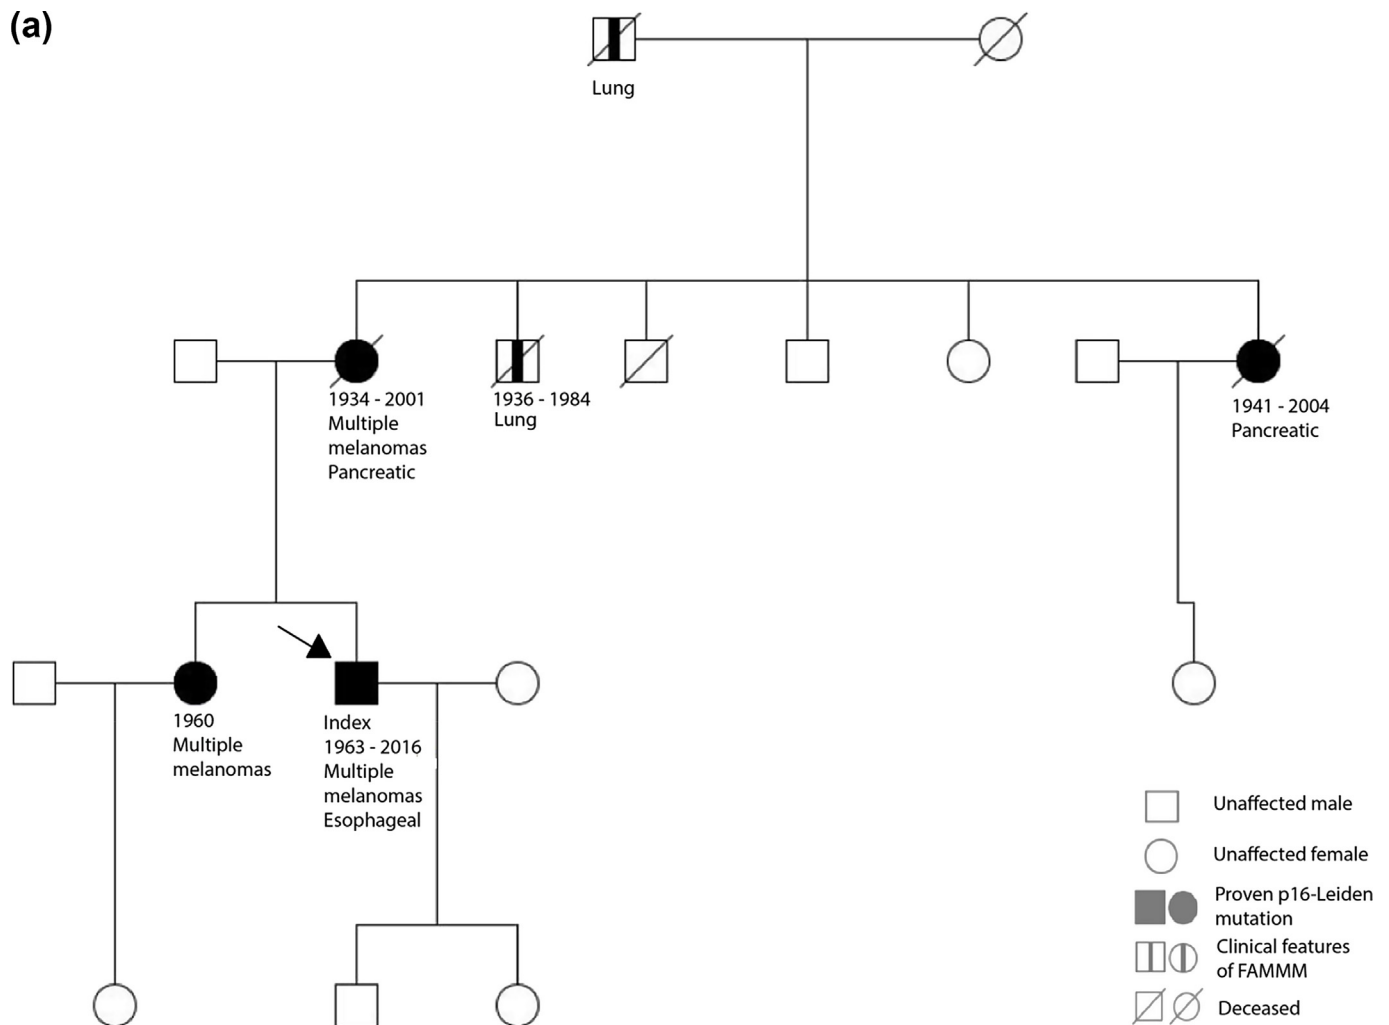 (a)
Lung
1934 - 2001
Multiple
melanomas
Pancreatic
1936 - 1984
Lung
1941 - 2004
Pancreatic
1960
Multiple
melanomas
Index
1963 - 2016
Multiple
melanomas
Esophageal
Unaffected male
Unaffected female
Proven p16-Leiden
mutation
Clinical features
of FAMMM
Deceased